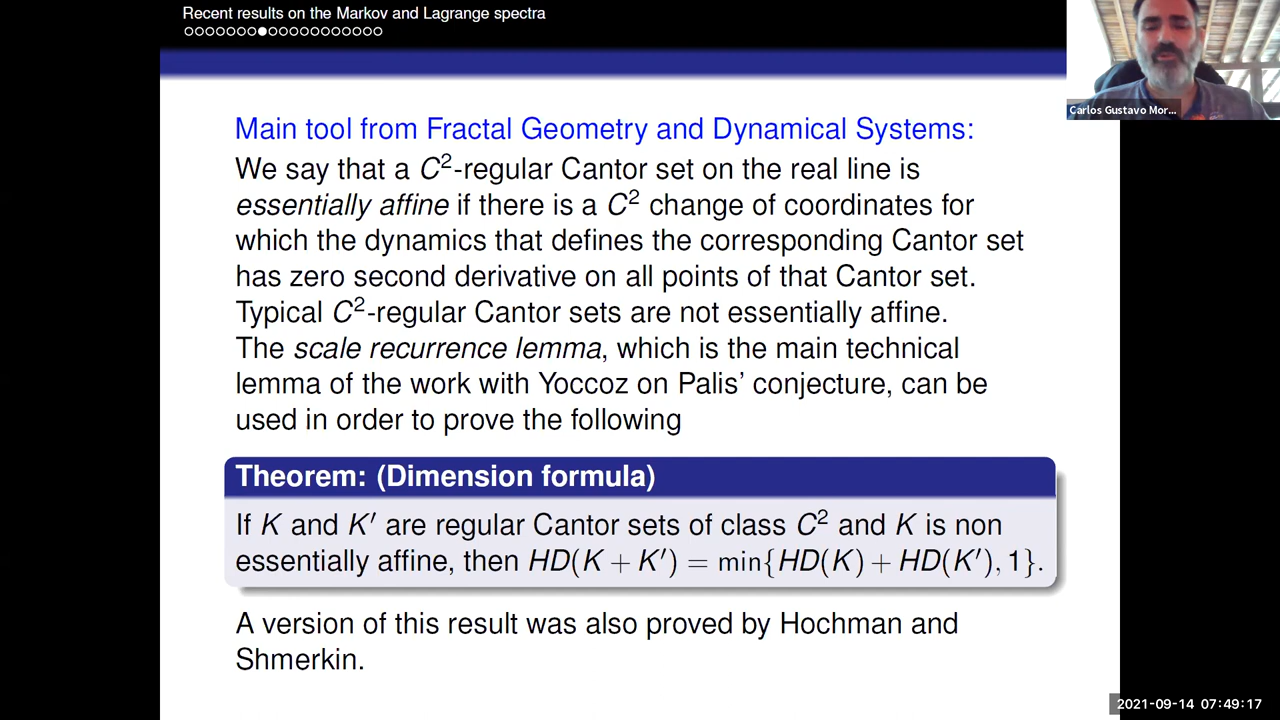 Recent results on the Markov and Lagrange spectra
Carlos Gustavo Mor...
Main tool from Fractal Geometry and Dynamical Systems:
We say that a C²-regular Cantor set on the real line is
essentially affine if there is a C² change of coordinates for
which the dynamics that defines the corresponding Cantor set
has zero second derivative on all points of that Cantor set.
Typical C²-regular Cantor sets are not essentially affine.
The scale recurrence lemma, which is the main technical
lemma of the work with Yoccoz on Palis' conjecture, can be
used in order to prove the following
Theorem: (Dimension formula)
If K and K′ are regular Cantor sets of class C² and K is non
essentially affine, then HD(K + K′) = min{HD(K) + HD(K′), 1}.
A version of this result was also proved by Hochman and
Shmerkin.
2021-09-14 07:49:17